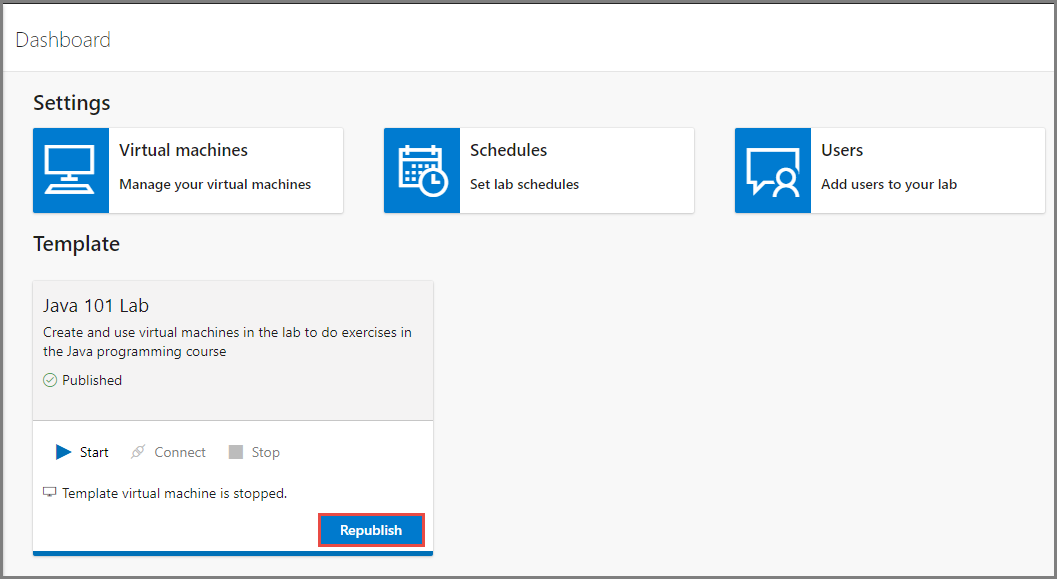 Dashboard
Settings
Virtual machines
Manage your virtual machines
Schedules
Set lab schedules
Users
Add users to your lab
Template
Java 101 Lab
Create and use virtual machines in the lab to do exercises in
the Java programming course
Published
Start Connect Stop
Template virtual machine is stopped.
Republish